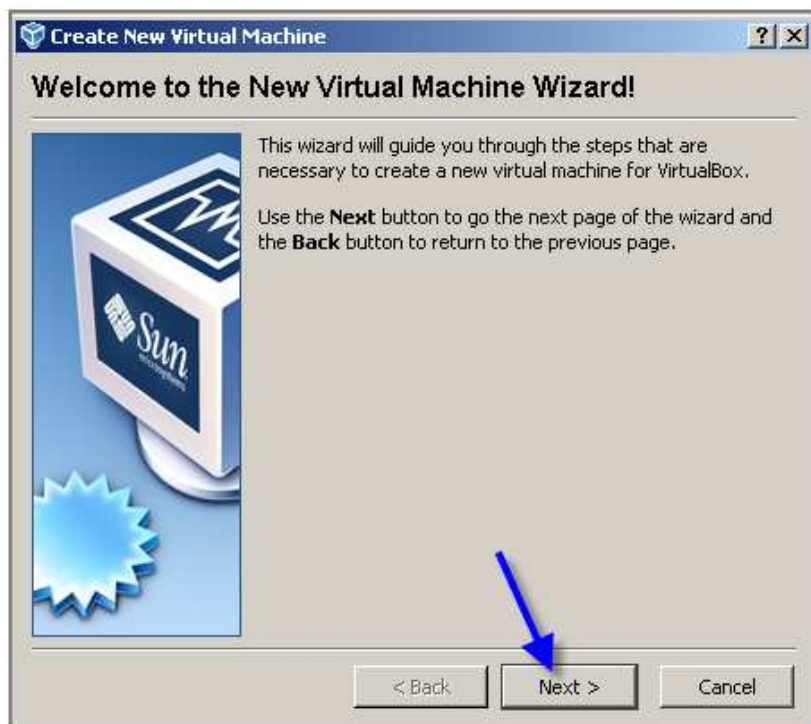 Create New Virtual Machine
Welcome to the New Virtual Machine Wizard!
This wizard will guide you through the steps that are
necessary to create a new virtual machine for VirtualBox.
Use the Next button to go the next page of the wizard and
the Back button to return to the previous page.
Sun
microsystems
< Back
Next >
Cancel